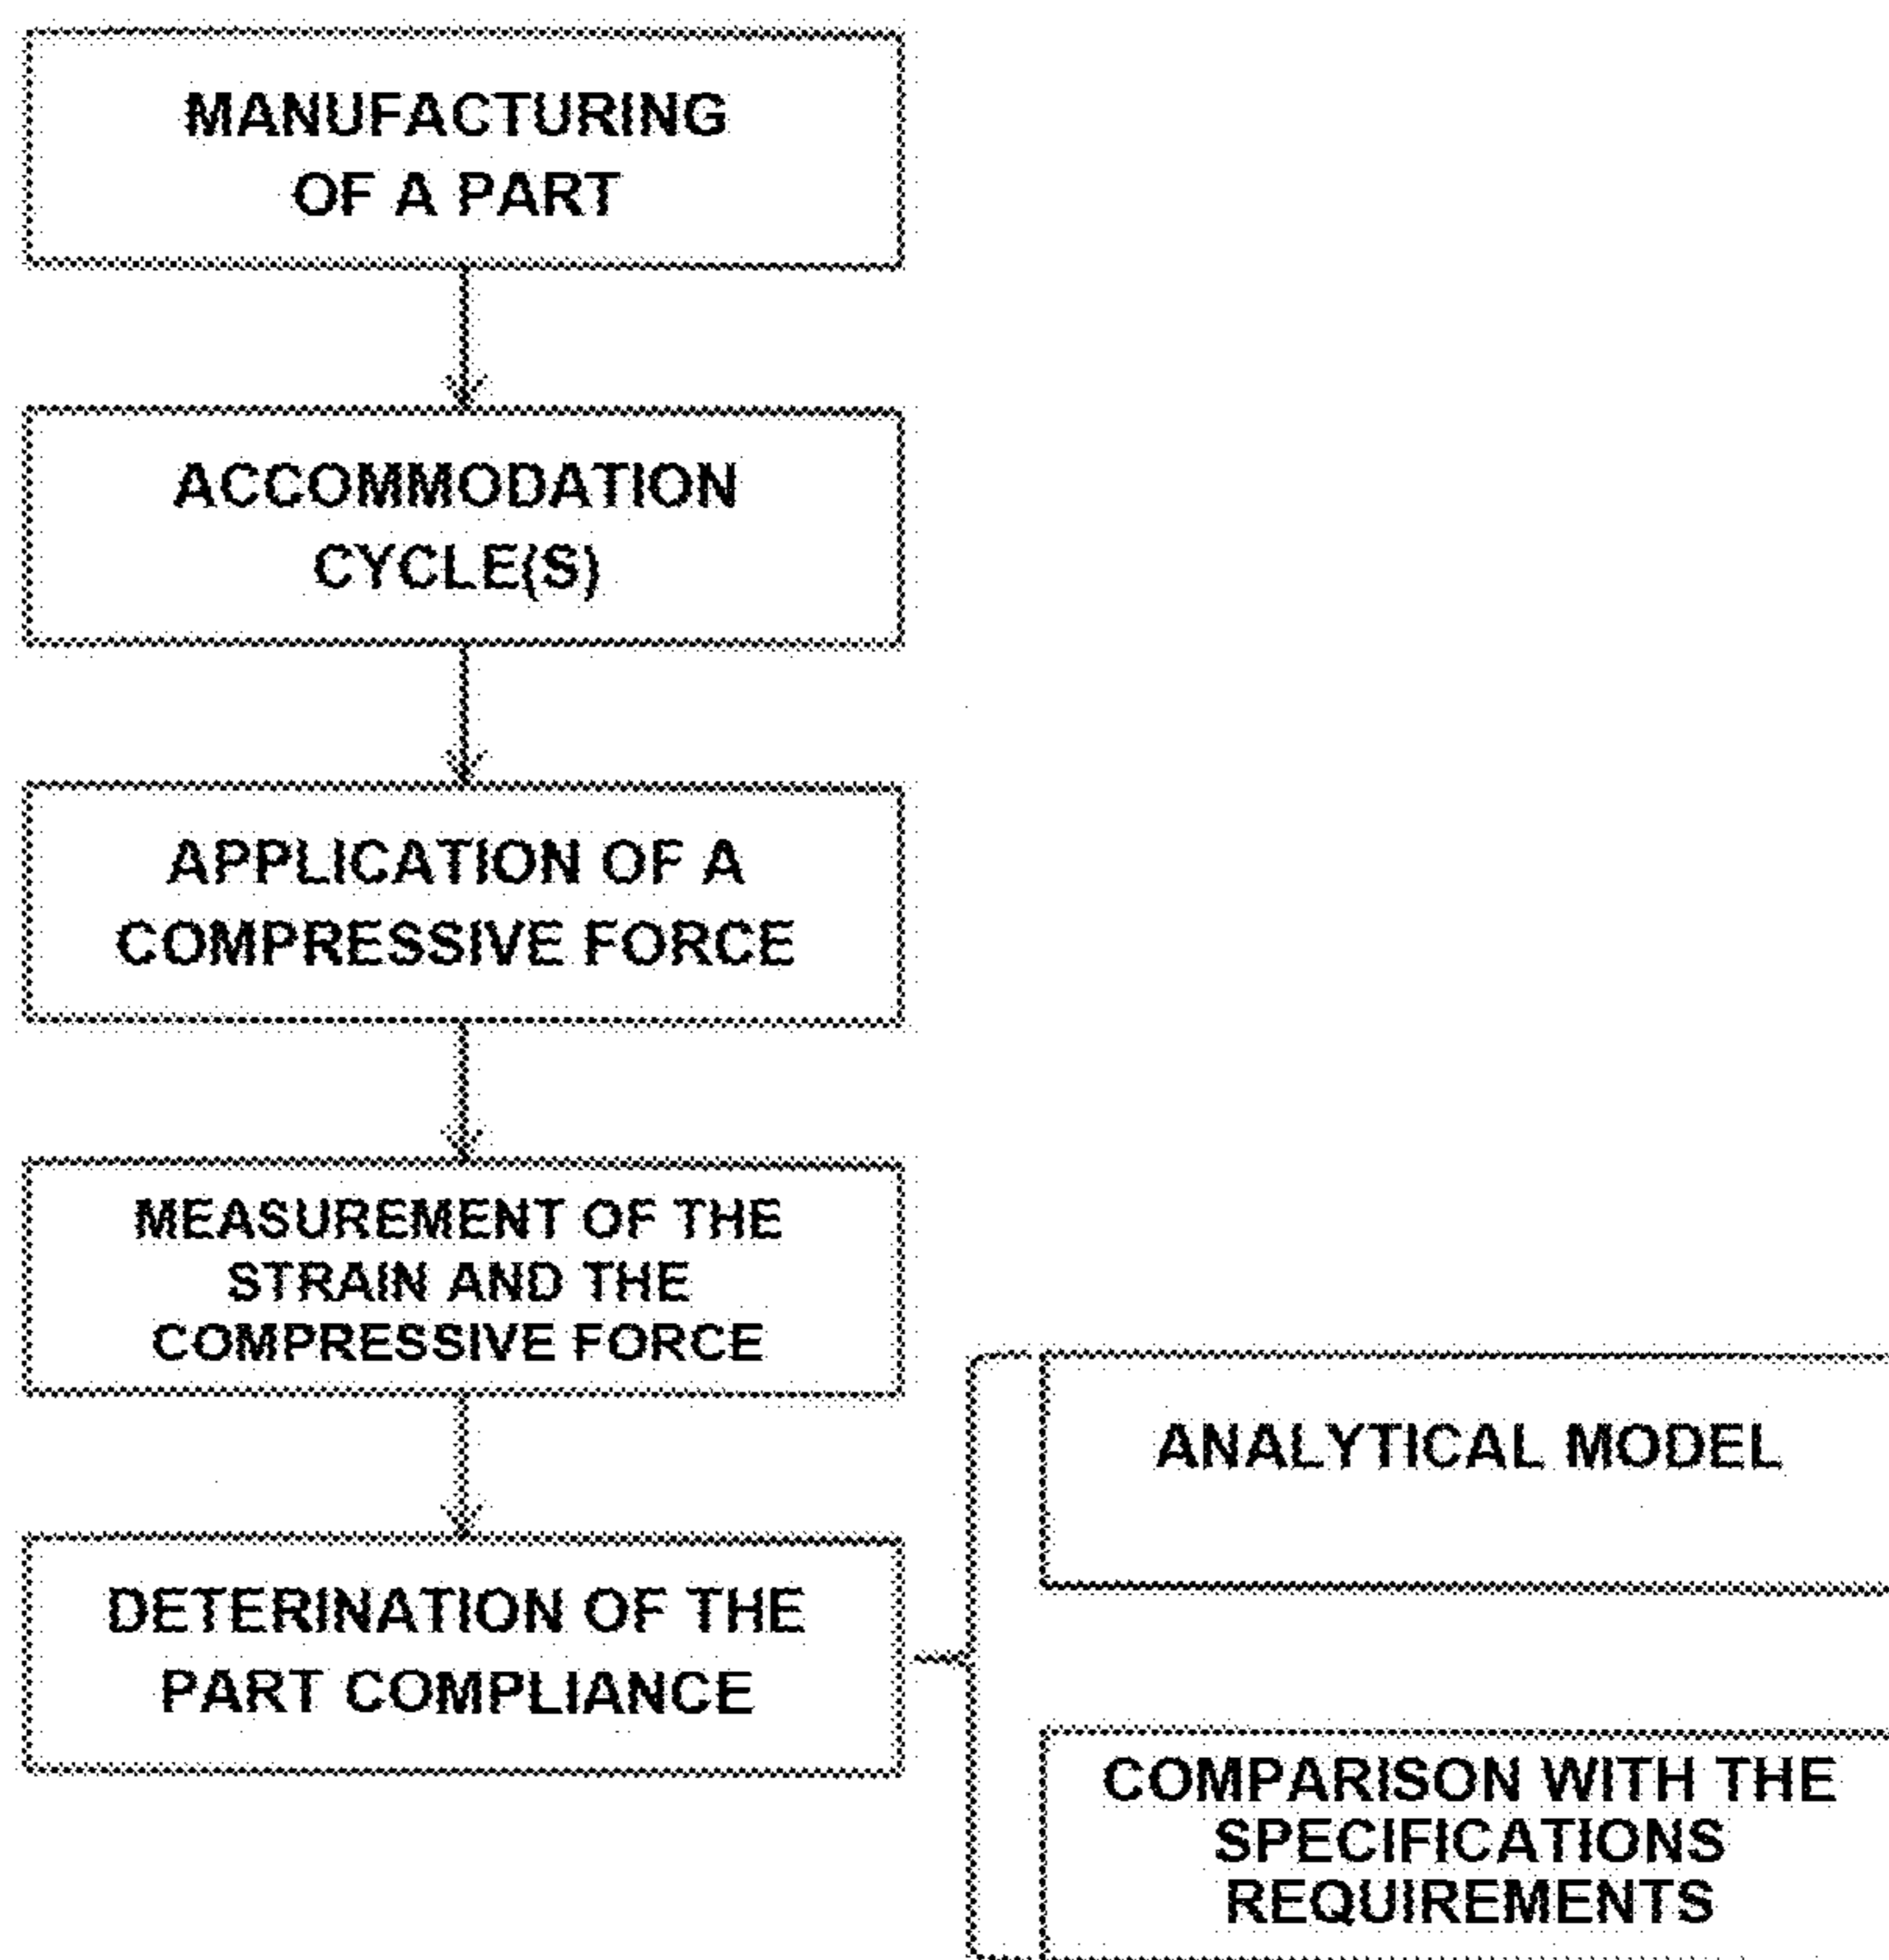 MANUFACTURING
OF A PART
ACCOMMODATION
CYCLE(S)
APPLICATION OF A
COMPRESSIVE FORCE
MEASUREMENT OF THE
STRAIN AND THE
COMPRESSIVE FORCE
DETERINATION OF THE
PART COMPLIANCE
ANALYTICAL MODEL
COMPARISON WITH THE
SPECIFICATIONS
REQUIREMENTS